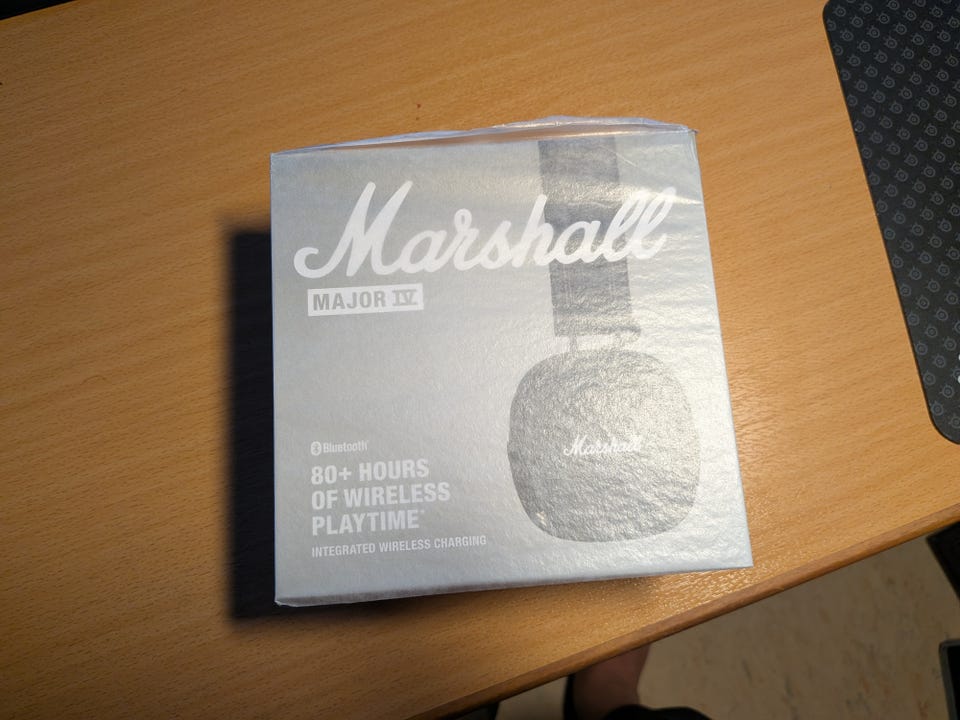 Marshall
MAJOR IV
Bluetooth®
80+ HOURS
OF WIRELESS
PLAYTIME*
INTEGRATED WIRELESS CHARGING
Marshall